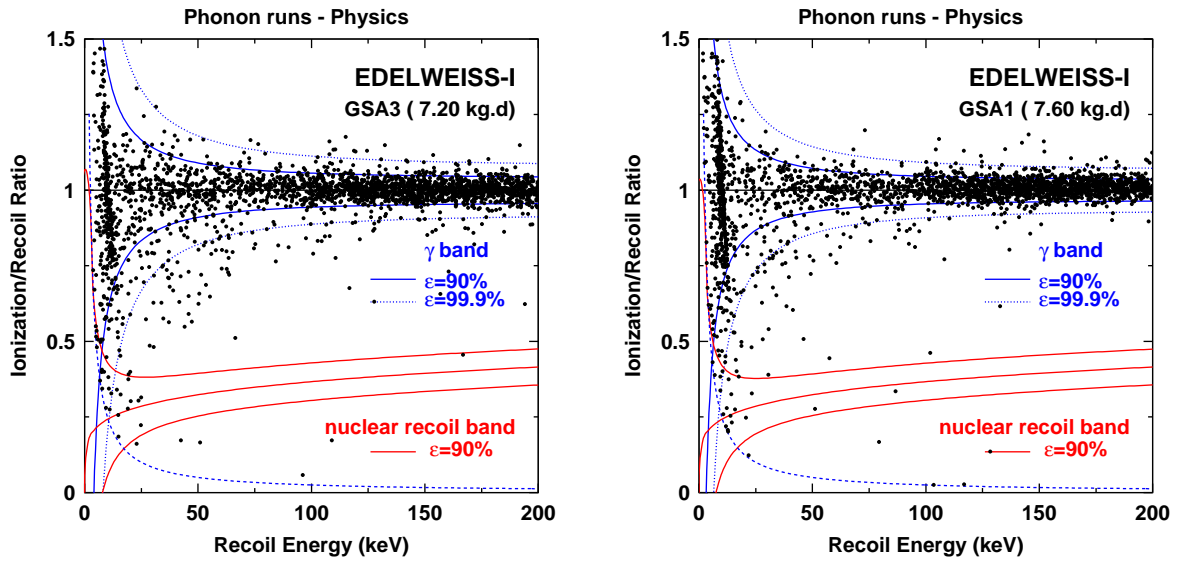 Phonon runs - Physics
EDELWEISS-I
GSA3 ( 7.20 kg.d)
1.5
1
0.5
0
Ionization/Recoil Ratio
γ band
ε=90%
ε=99.9%
nuclear recoil band
ε=90%
0 50 100 150 200
Recoil Energy (keV)
Phonon runs - Physics
EDELWEISS-I
GSA1 ( 7.60 kg.d)
1.5
1
0.5
0
Ionization/Recoil Ratio
γ band
ε=90%
ε=99.9%
nuclear recoil band
ε=90%
0 50 100 150 200
Recoil Energy (keV)